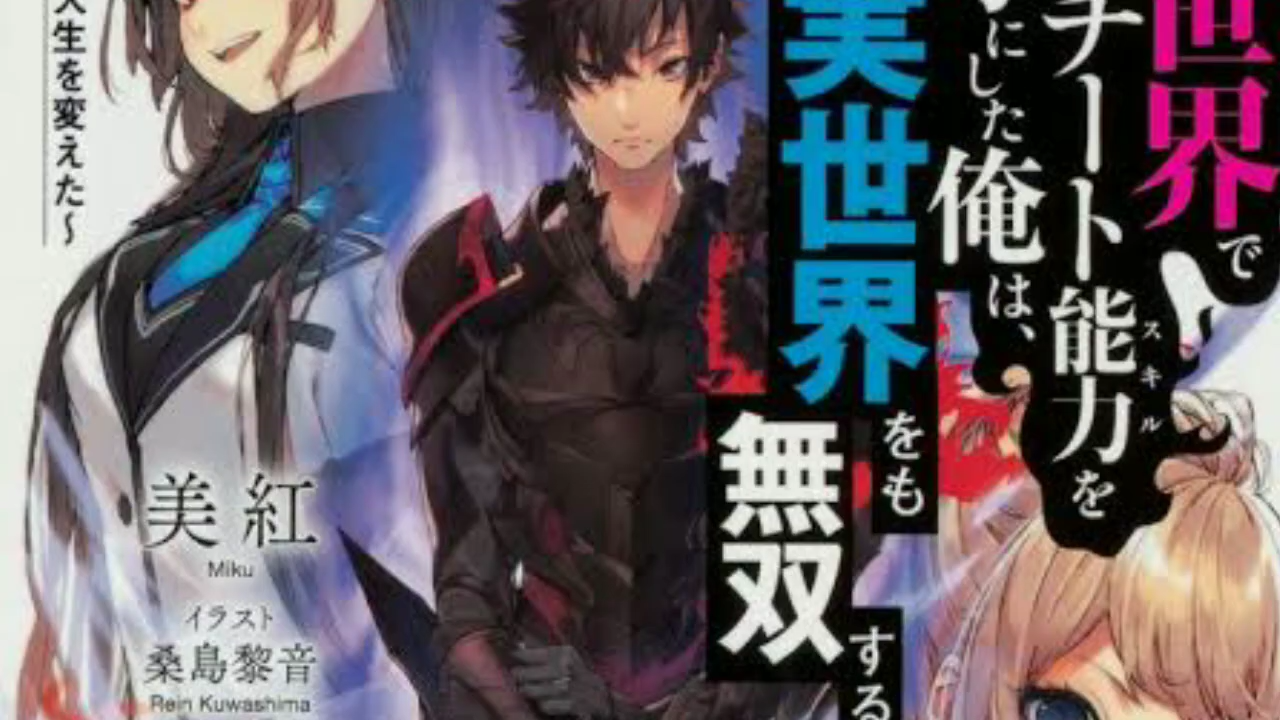 世界で
チート能力を
スキル
にした俺は、
実世界をも
無双
する
人生を変えた~
美紅
Miku
イラスト
桑島黎音
Rein Kuwashima